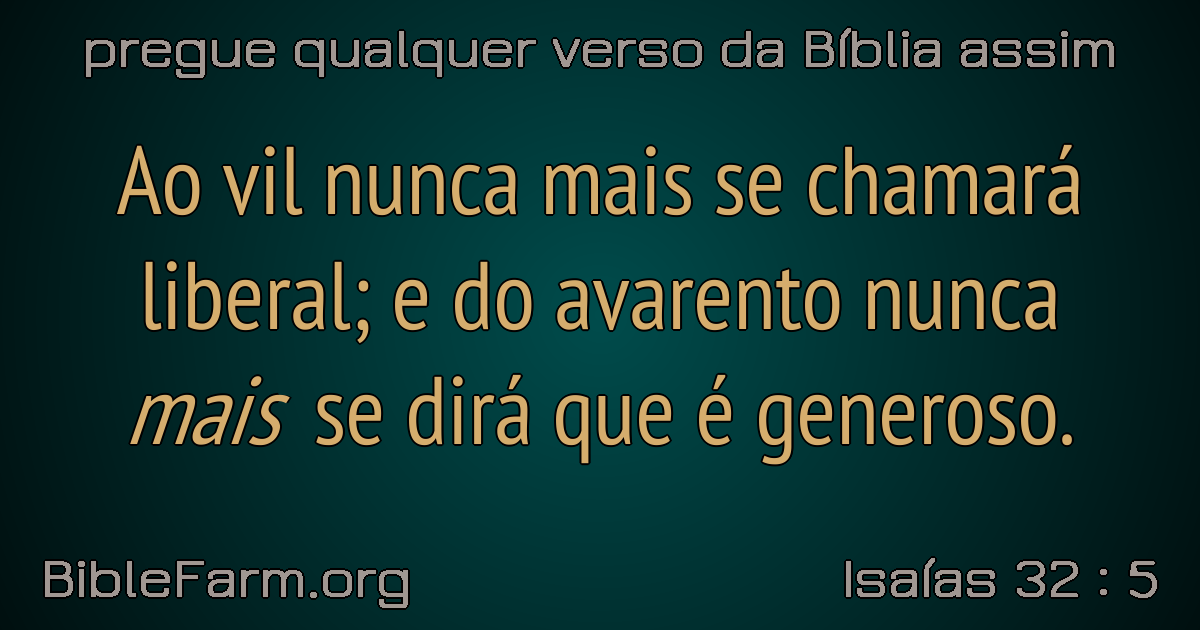 pregue qualquer verso da Bíblia assim
Ao vil nunca mais se chamará
liberal; e do avarento nunca
mais se dirá que é generoso.
BibleFarm.org
Isaías 32 : 5